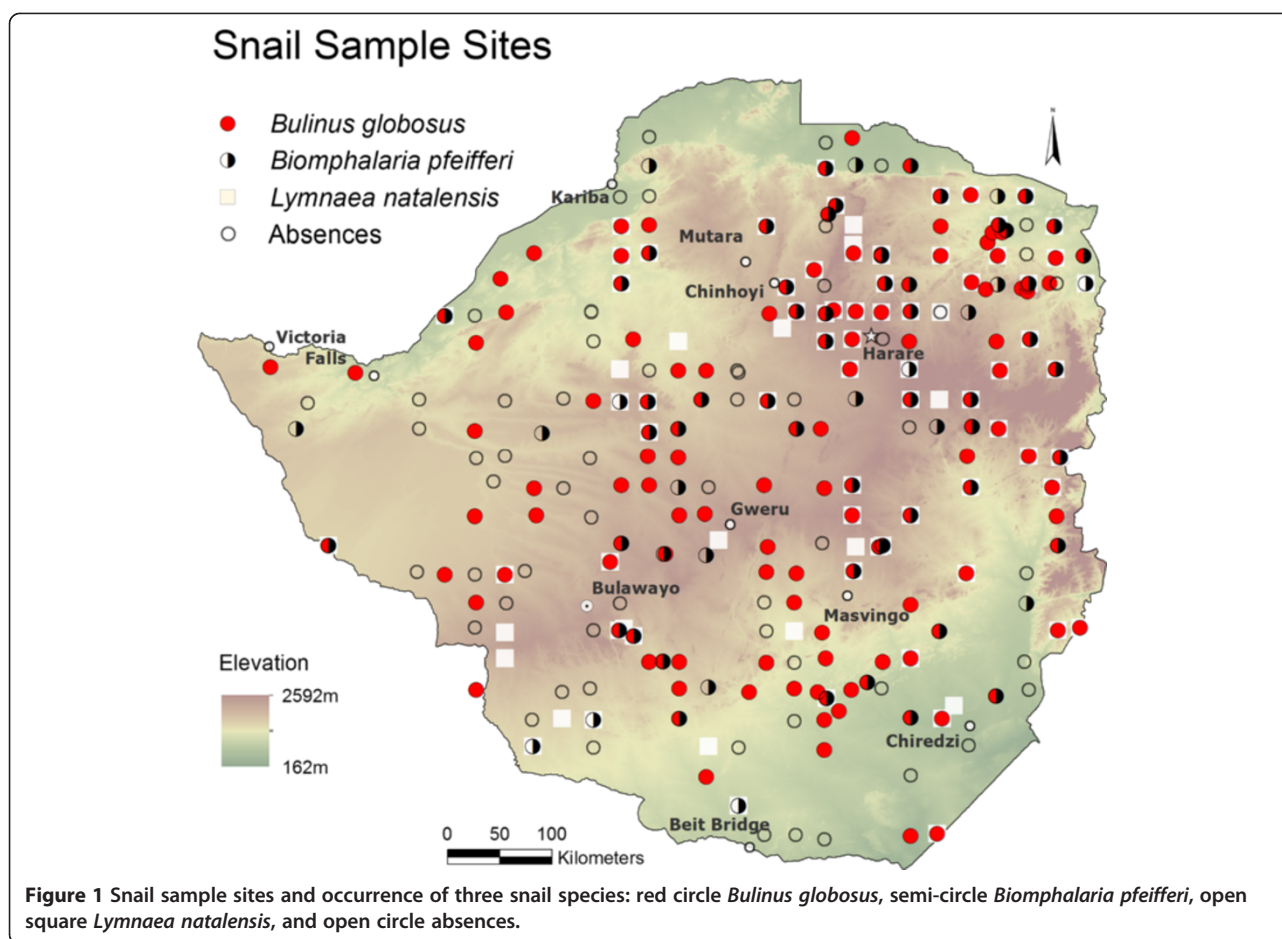 Snail Sample Sites
Bulinus globosus
Biomphalaria pfeifferi
Lymnaea natalensis
Absences
N
Kariba
Mutara
Chinhoyi
Victoria
Falls
Harare
Gweru
Bulawayo
Masvingo
Elevation
2592m
162m
Chiredzi
Beit Bridge
0 50 100
Kilometers
Figure 1 Snail sample sites and occurrence of three snail species: red circle Bulinus globosus, semi-circle Biomphalaria pfeifferi, open
square Lymnaea natalensis, and open circle absences.